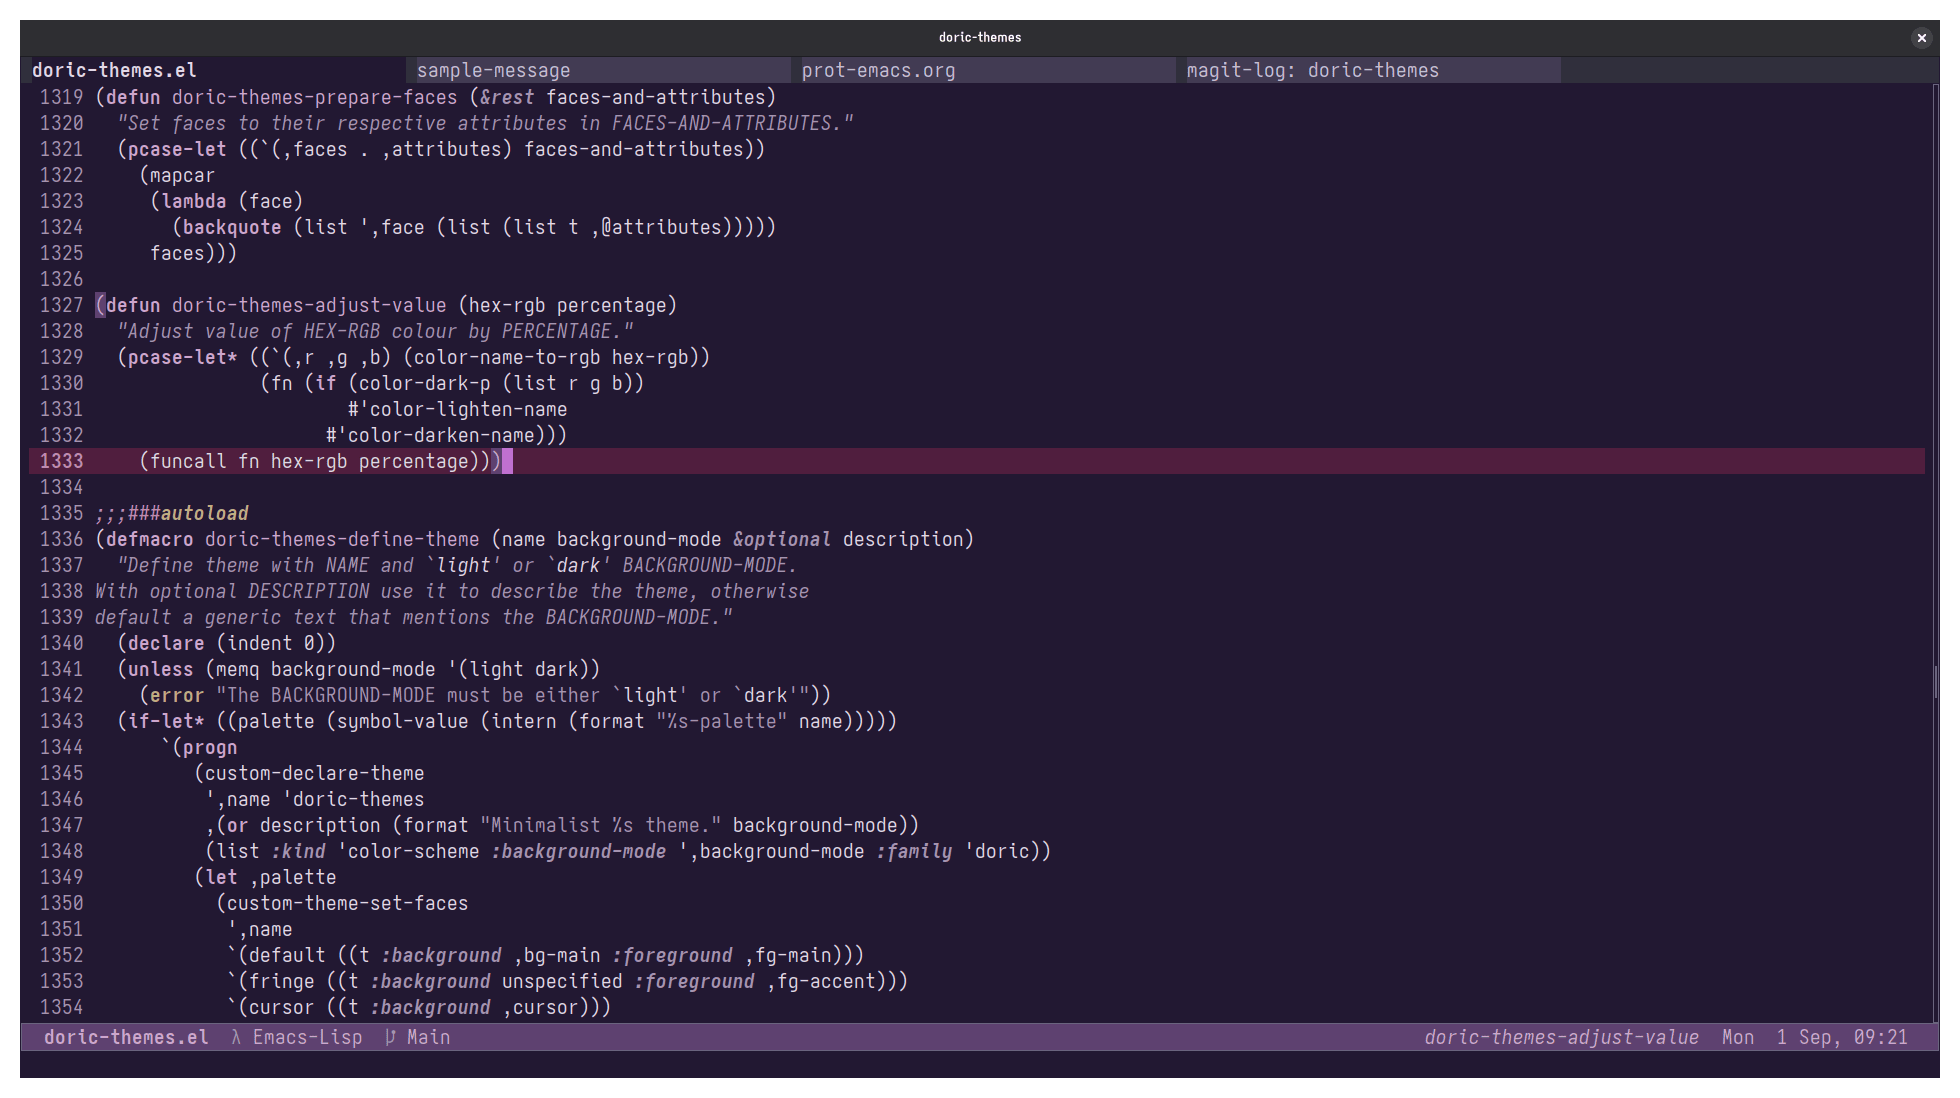 doric-themes
doric-themes.el sample-message prot-emacs.org magit-log: doric-themes
1319 (defun doric-themes-prepare-faces (&rest faces-and-attributes)
1320   "Set faces to their respective attributes in FACES-AND-ATTRIBUTES."
1321   (pcase-let ((`(,faces . ,attributes) faces-and-attributes))
1322     (mapcar
1323      (lambda (face)
1324        (backquote (list ',face (list (list t ,@attributes)))))
1325      faces)))
1326
1327 (defun doric-themes-adjust-value (hex-rgb percentage)
1328   "Adjust value of HEX-RGB colour by PERCENTAGE."
1329   (pcase-let* ((`(,r ,g ,b) (color-name-to-rgb hex-rgb))
1330                (fn (if (color-dark-p (list r g b))
1331                        #'color-lighten-name
1332                      #'color-darken-name)))
1333     (funcall fn hex-rgb percentage)))
1334
1335 ;;;###autoload
1336 (defmacro doric-themes-define-theme (name background-mode &optional description)
1337   "Define theme with NAME and `light' or `dark' BACKGROUND-MODE.
1338 With optional DESCRIPTION use it to describe the theme, otherwise
1339 default a generic text that mentions the BACKGROUND-MODE."
1340   (declare (indent 0))
1341   (unless (memq background-mode '(light dark))
1342     (error "The BACKGROUND-MODE must be either `light' or `dark'"))
1343   (if-let* ((palette (symbol-value (intern (format "%s-palette" name)))))
1344       `(progn
1345          (custom-declare-theme
1346           ',name 'doric-themes
1347           ,(or description (format "Minimalist %s theme." background-mode))
1348           (list :kind 'color-scheme :background-mode ',background-mode :family 'doric))
1349          (let ,palette
1350            (custom-theme-set-faces
1351             ',name
1352             `(default ((t :background ,bg-main :foreground ,fg-main)))
1353             `(fringe ((t :background unspecified :foreground ,fg-accent)))
1354             `(cursor ((t :background ,cursor)))
doric-themes.el λ Emacs-Lisp Main doric-themes-adjust-value Mon 1 Sep, 09:21